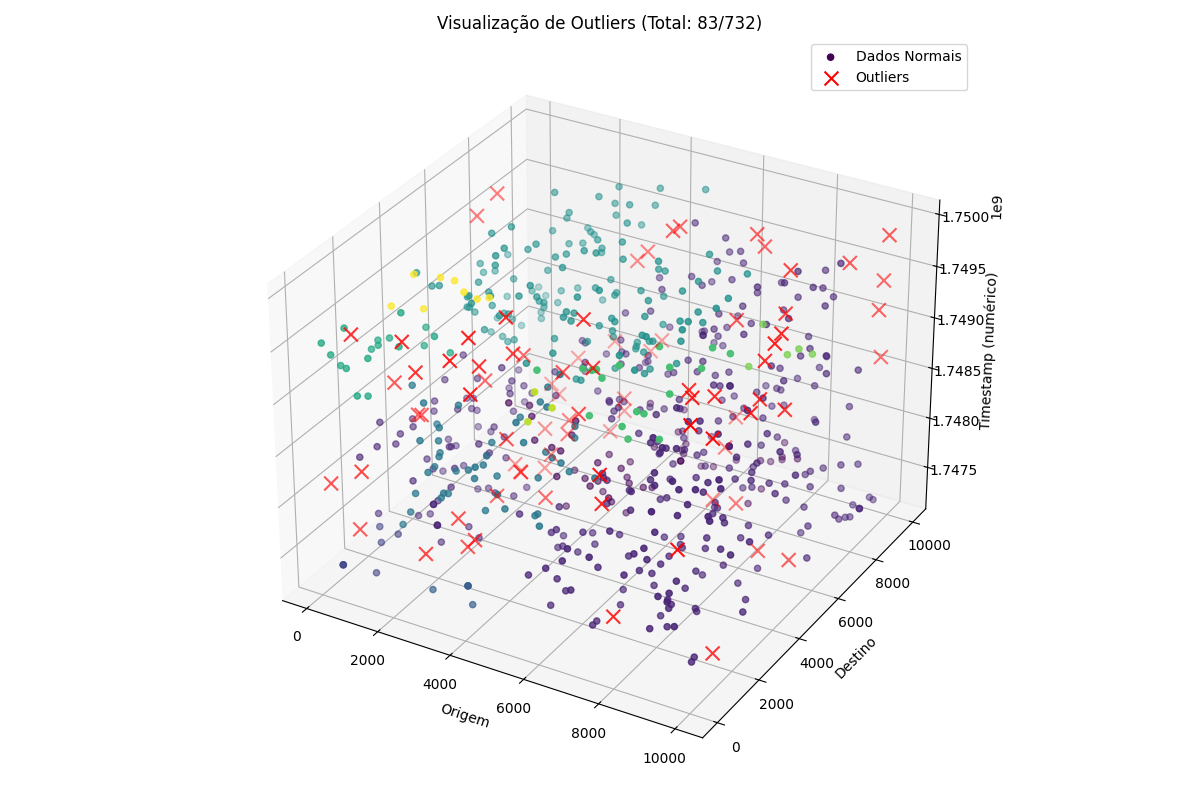 Visualização de Outliers (Total: 83/732)
Dados Normais
Outliers
1e9
1.7500
1.7495
1.7490
1.7485
1.7480
1.7475
Timestamp (numérico)
0
2000
4000
6000
8000
10000
Origem
0
2000
4000
6000
8000
10000
Destino